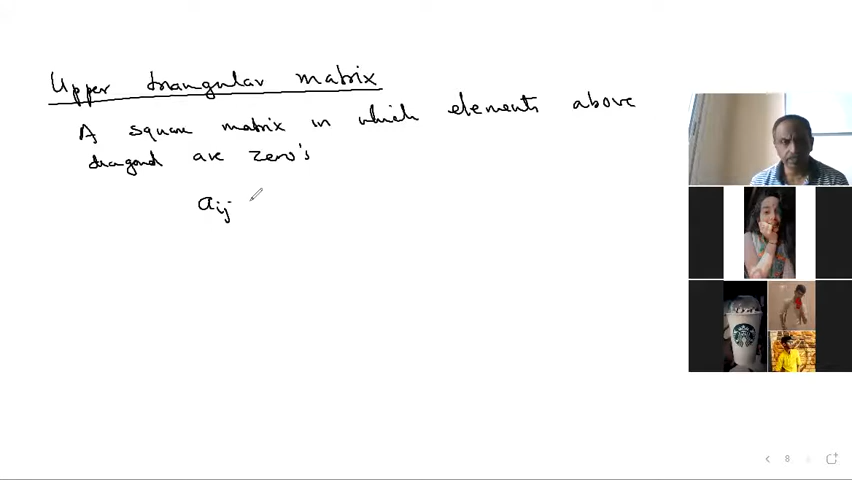 Upper triangular matrix
A square matrix in which elements above
diagonal are zero's
aij
8